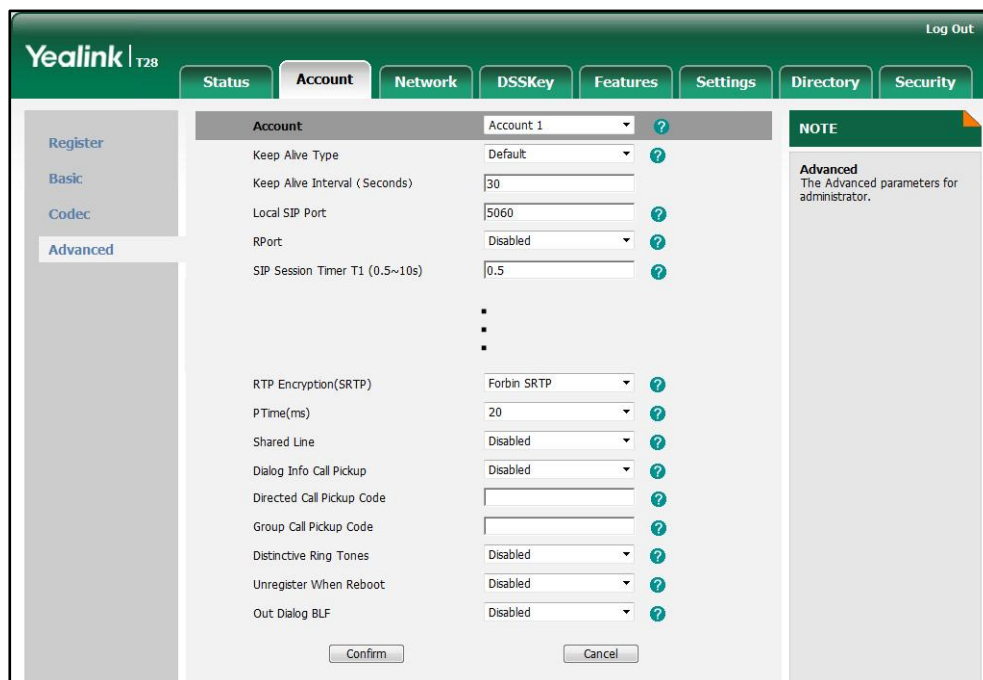 Log Out
Yealink T28
Status Account Network DSSKey Features Settings Directory Security
Register
Basic
Codec
Advanced
Account Account 1
Keep Alive Type Default
Keep Alive Interval (Seconds) 30
Local SIP Port 5060
RPort Disabled
SIP Session Timer T1 (0.5~10s) 0.5
RTP Encryption(SRTP) Forbin SRTP
PTime(ms) 20
Shared Line Disabled
Dialog Info Call Pickup Disabled
Directed Call Pickup Code
Group Call Pickup Code
Distinctive Ring Tones Disabled
Unregister When Reboot Disabled
Out Dialog BLF Disabled
Confirm Cancel
NOTE
Advanced
The Advanced parameters for
administrator.